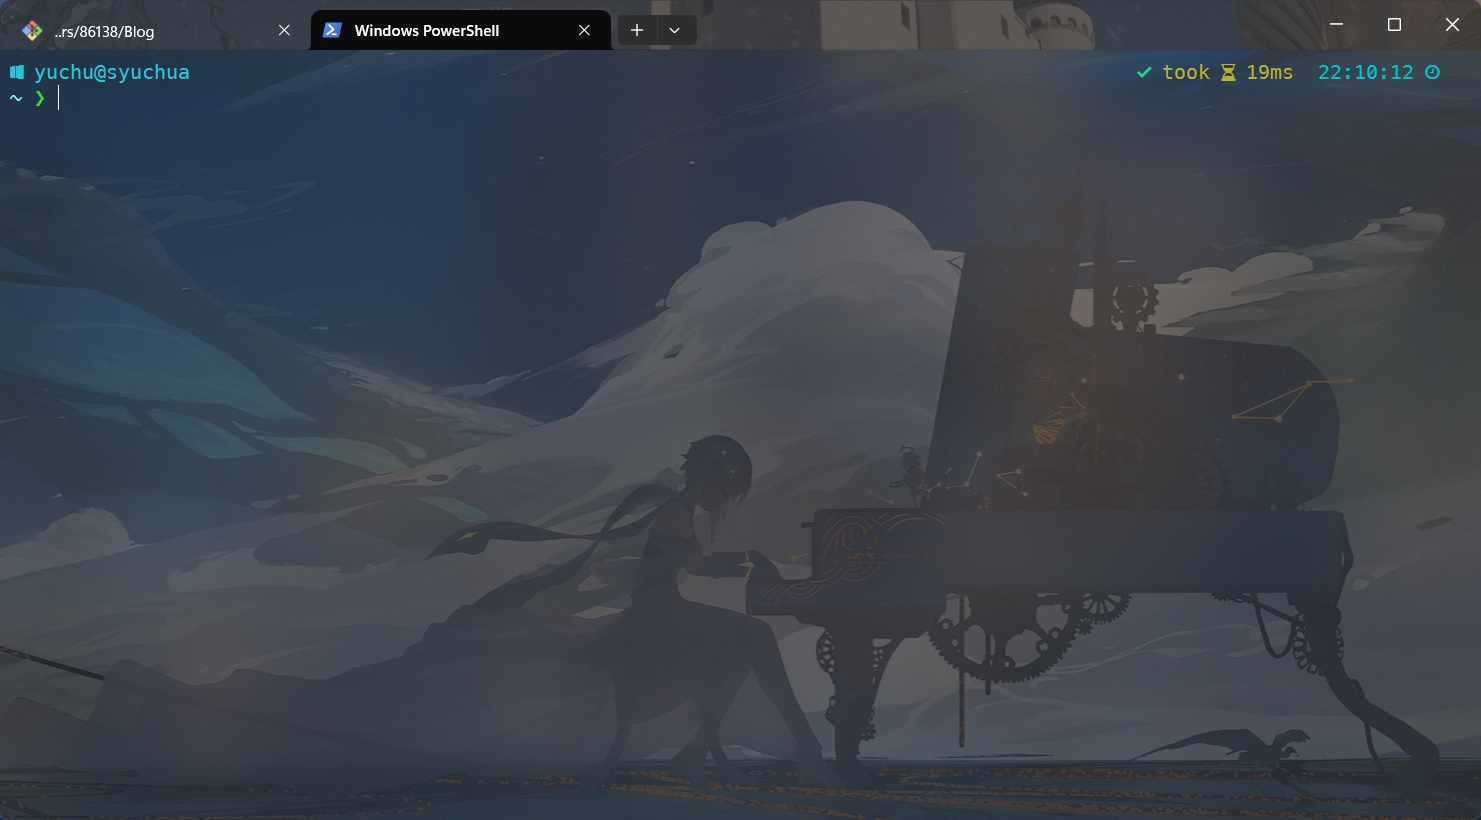 ..rs/86138/Blog
Windows PowerShell
yuchu@syuchua
took 19ms 22:10:12
~ ❯